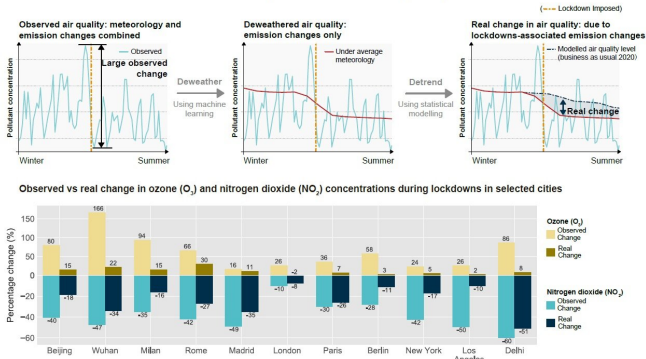 Lockdown Imposed)
Observed air quality: meteorology and
emission changes combined
Deweathered air quality:
emission changes only
Real change in air quality: due to
lockdowns-associated emission changes
Pollutant concentration
Observed
Large observed
change
Winter
Summer
Deweather
Using machine
learning
Pollutant concentration
Under average
meteorology
Winter
Summer
Detrend
Using statistical
modelling
Pollutant concentration
Modelled air quality level
(business as usual 2020)
Real change
Winter
Summer
Observed vs real change in ozone (O3) and nitrogen dioxide (NO2) concentrations during lockdowns in selected cities
Percentage change (%)
150
100
50
0
-20
-40
-60
80 15 -40 -18
166 22 -47 -34
94 15 -35 -16
66 30 -42 -27
16 11 -49 -35
26 -2 -10 -8
36 7 -30 -26
58 3 -28 -11
24 5 -42 -17
26 2 -50 -10
86 8 -60 -51
Beijing Wuhan Milan Rome Madrid London Paris Berlin New York Los Delhi
Ozone (O3)
Observed
Change
Real
Change
Nitrogen dioxide (NO2)
Observed
Change
Real
Change